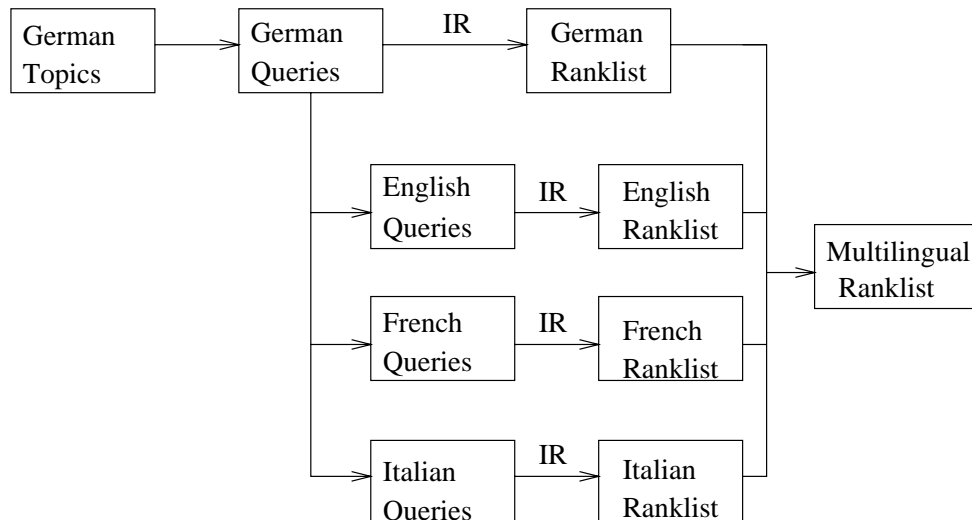 German
Topics
German
Queries
IR
German
Ranklist
English
Queries
IR
English
Ranklist
Multilingual
Ranklist
French
Queries
IR
French
Ranklist
Italian
Queries
IR
Italian
Ranklist